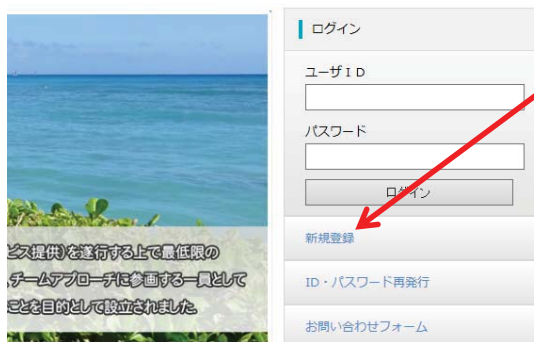 ビス提供)を遂行する上で最低限の
チームアプローチに参画する一員として
ことを目的として設立されました。
ログイン
ユーザID
パスワード
ログイン
新規登録
ID・パスワード再発行
お問い合わせフォーム